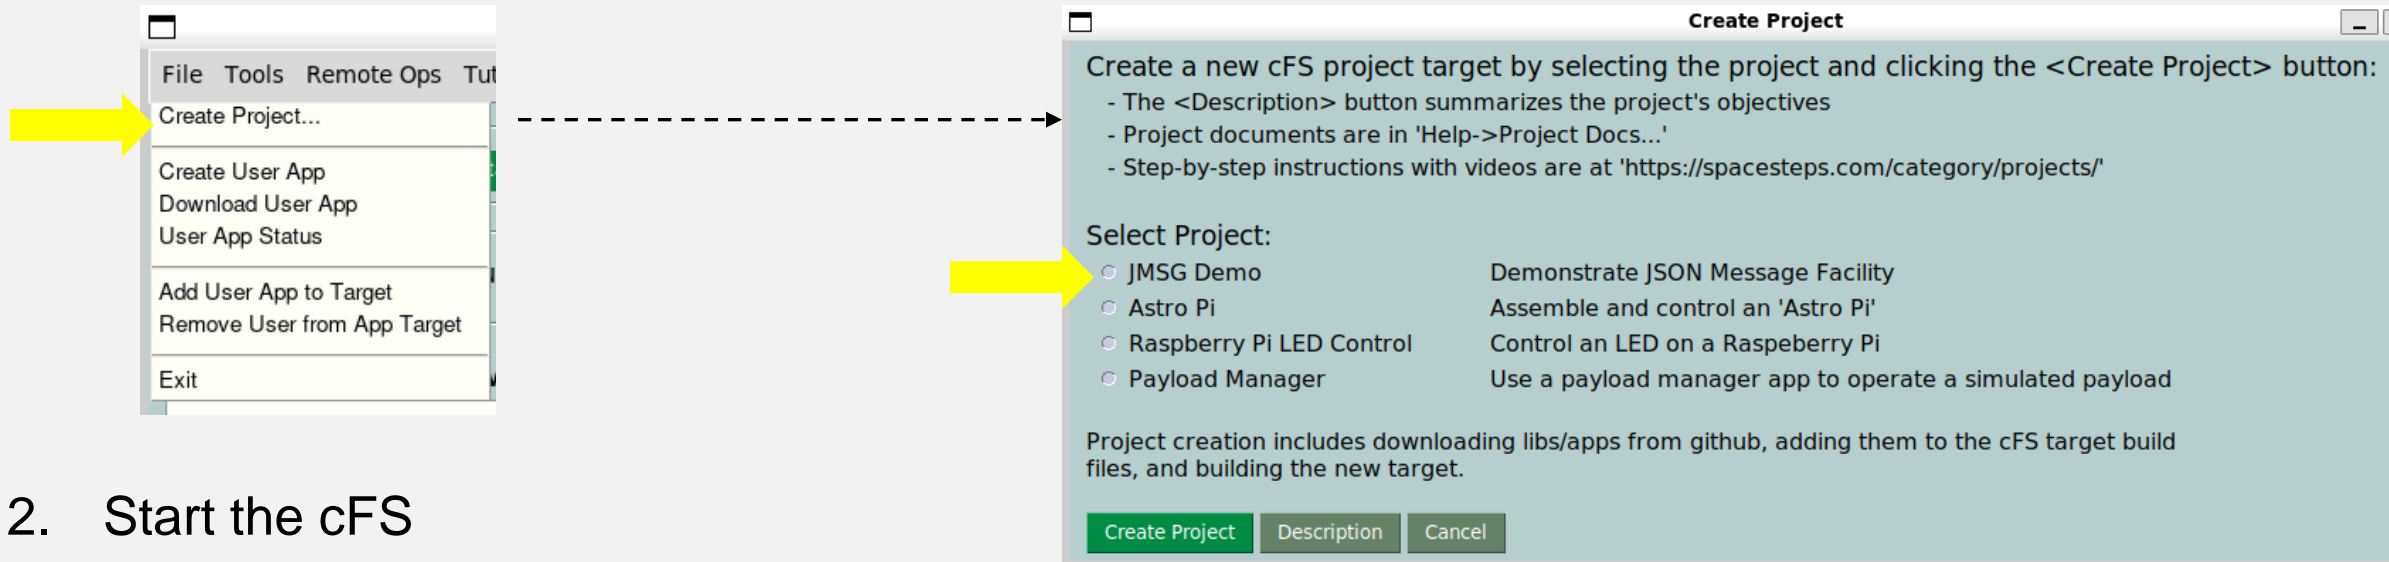 File Tools Remote Ops Tut
Create Project...
Create User App
Download User App
User App Status
Add User App to Target
Remove User from App Target
Exit
Create Project
Create a new cFS project target by selecting the project and clicking the <Create Project> button:
- The <Description> button summarizes the project's objectives
- Project documents are in 'Help->Project Docs...'
- Step-by-step instructions with videos are at 'https://spacesteps.com/category/projects/'
Select Project:
JMSG Demo Demonstrate JSON Message Facility
Astro Pi Assemble and control an 'Astro Pi'
Raspberry Pi LED Control Control an LED on a Raspeberry Pi
Payload Manager Use a payload manager app to operate a simulated payload
Project creation includes downloading libs/apps from github, adding them to the cFS target build
files, and building the new target.
Create Project Description Cancel
2. Start the cFS